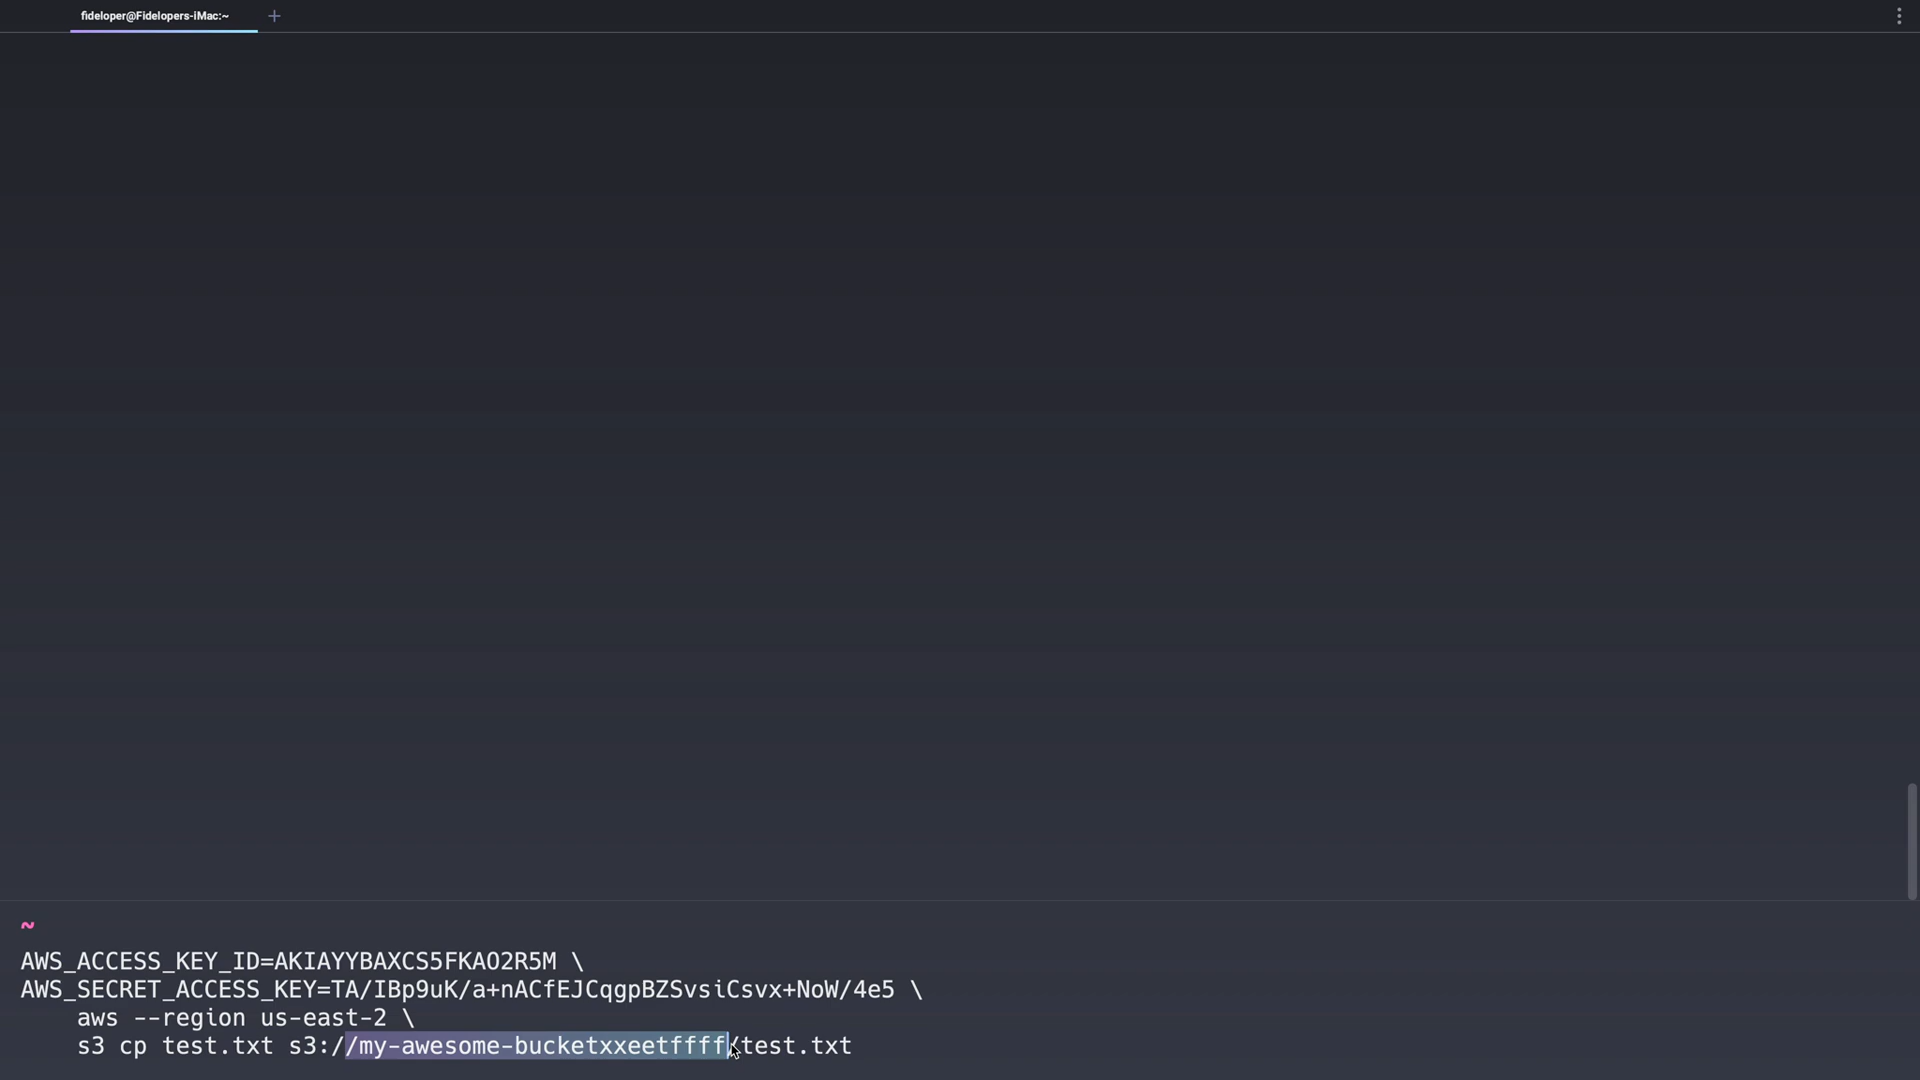 fideloper@Fidelopers-iMac:~
~
AWS_ACCESS_KEY_ID=AKIAYYBAXCS5FKAO2R5M \
AWS_SECRET_ACCESS_KEY=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 \
    aws --region us-east-2 \
    s3 cp test.txt s3://my-awesome-bucketxxeetffff/test.txt